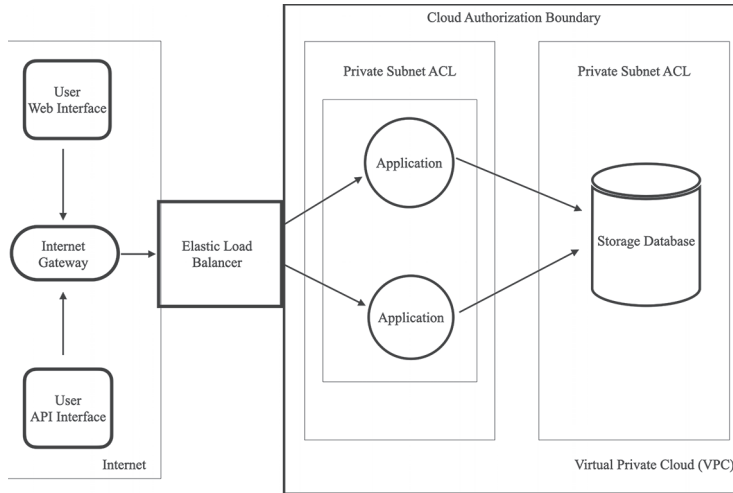 Cloud Authorization Boundary
User
Web Interface
Private Subnet ACL
Private Subnet ACL
Application
Internet
Gateway
Elastic Load
Balancer
Storage Database
Application
User
API Interface
Internet
Virtual Private Cloud (VPC)